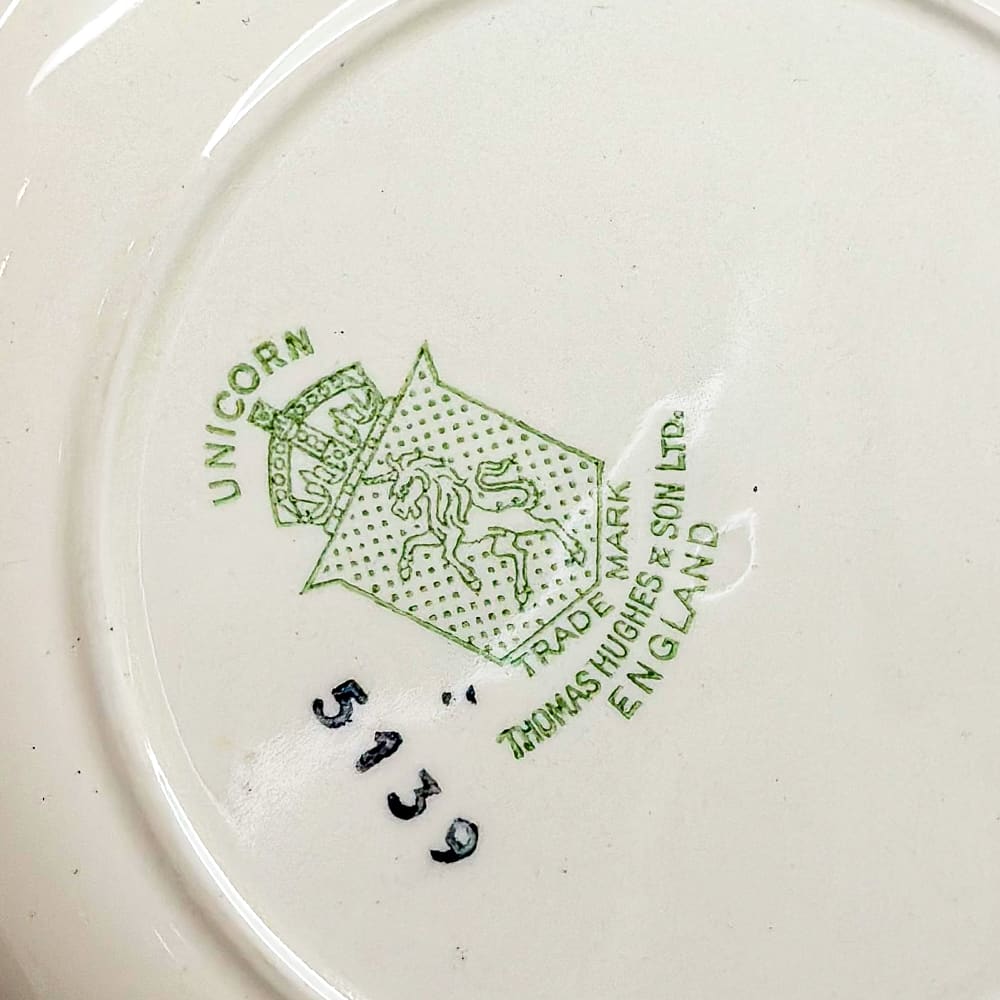 UNICORN
TRADE MARK
THOMAS HUGHES & SON LTD.
ENGLAND
5139